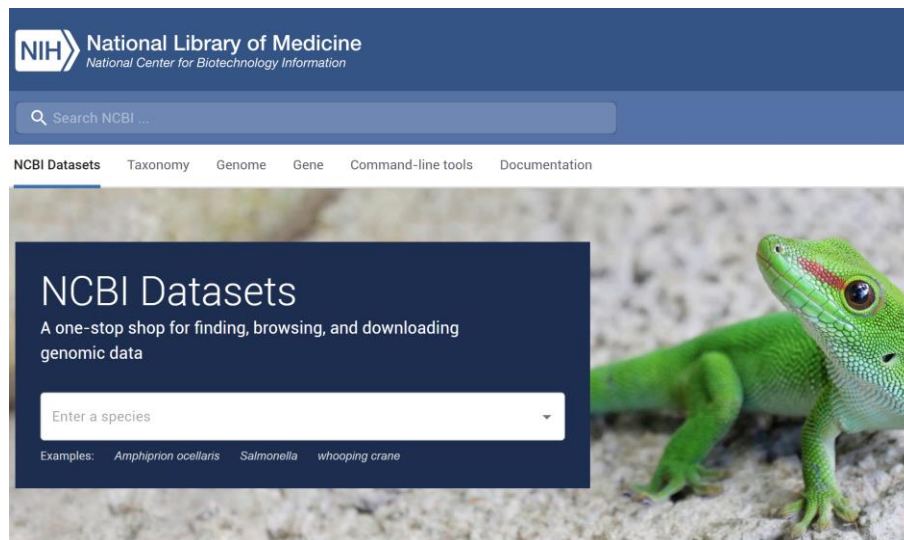 NIH National Library of Medicine
National Center for Biotechnology Information
Search NCBI ...
NCBI Datasets Taxonomy Genome Gene Command-line tools Documentation
NCBI Datasets
A one-stop shop for finding, browsing, and downloading
genomic data
Enter a species
Examples: Amphiprion ocellaris Salmonella whooping crane